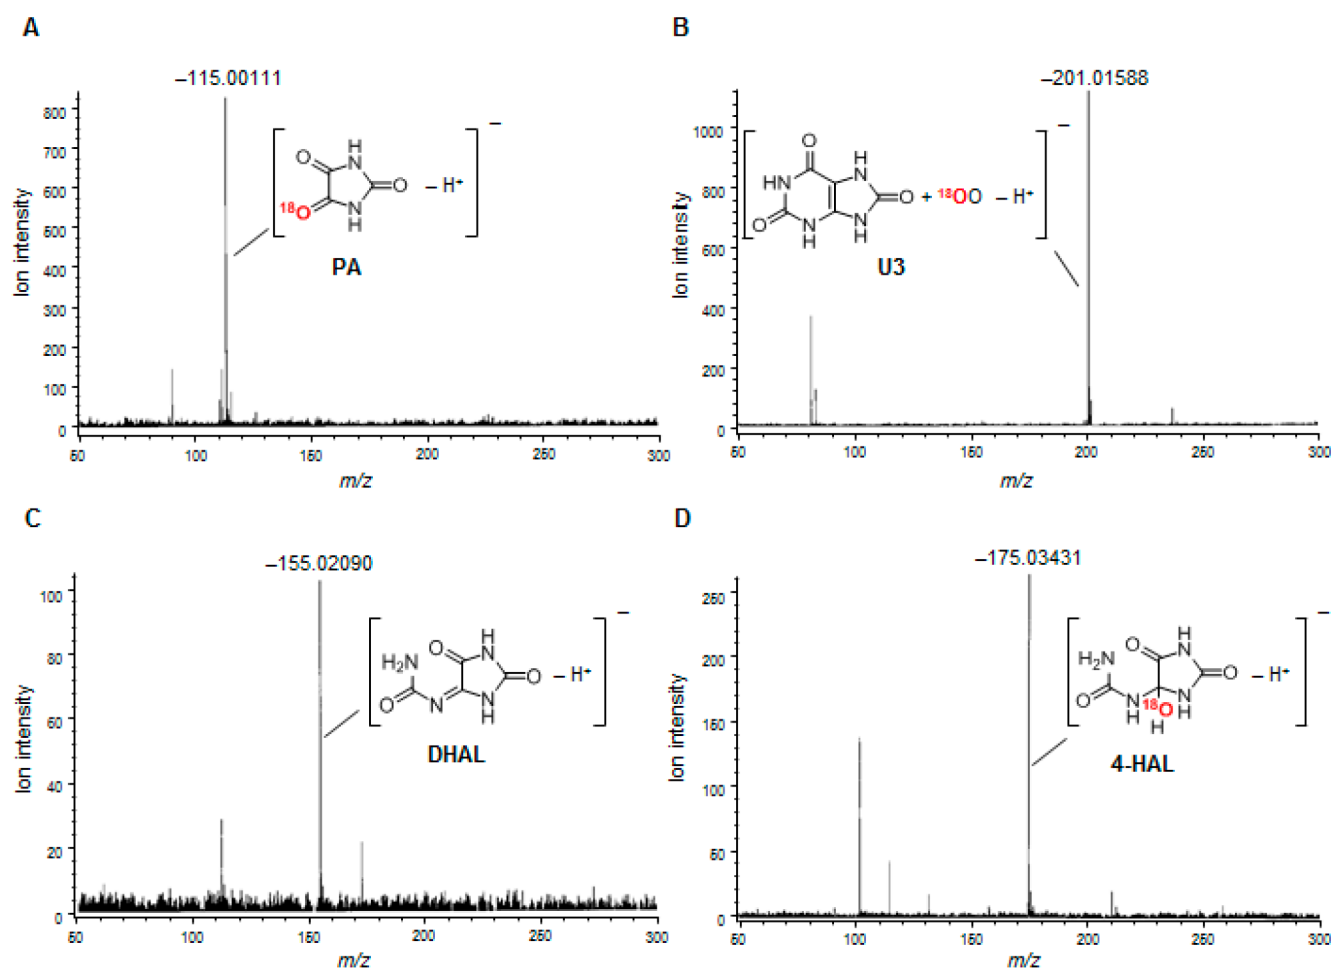 A
–115.00111
800
700
600
500
400
300
200
100
0
50
100
150
200
250
300
Ion intensity
m/z
O
H
N
O
N
H
18O
– H+
–
PA
B
–201.01588
1000
800
600
400
200
0
50
100
150
200
250
300
Ion intensity
m/z
O
HN
O
N
H
H
N
O
N
H
+ 18OO – H+
–
U3
C
–155.02090
100
80
60
40
20
0
50
100
150
200
250
300
Ion intensity
m/z
H2N
O
N
O
H
N
O
N
H
– H+
–
DHAL
D
–175.03431
250
200
150
100
50
0
50
100
150
200
250
300
Ion intensity
m/z
H2N
O
N
H
O
H
N
O
N
H
18O
H
– H+
–
4-HAL